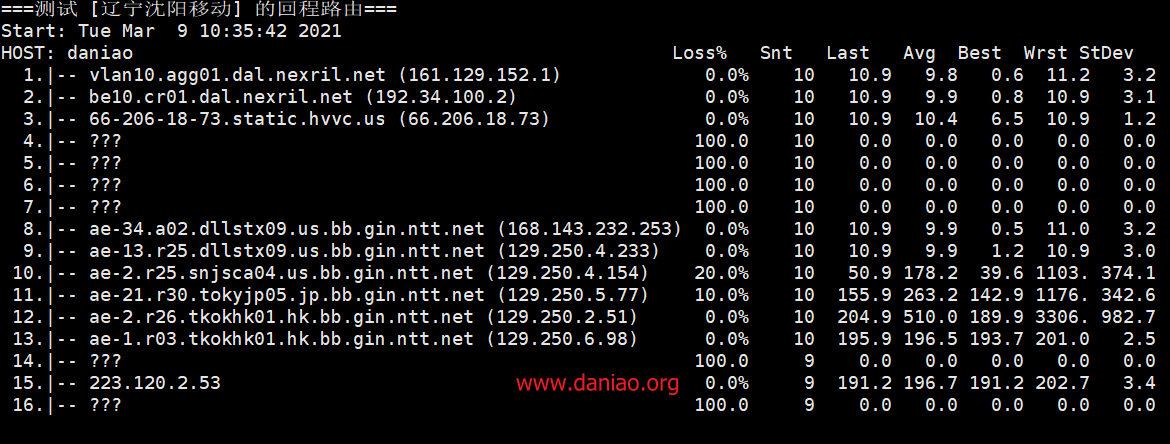 ===测试 [辽宁沈阳移动] 的回程路由===
Start: Tue Mar  9 10:35:42 2021
HOST: daniao                                                 Loss%   Snt   Last   Avg  Best  Wrst StDev
  1.|-- vlan10.agg01.dal.nexril.net (161.129.152.1)             0.0%    10   10.9   9.8   0.6  11.2   3.2
  2.|-- be10.cr01.dal.nexril.net (192.34.100.2)                 0.0%    10   10.9   9.9   0.8  10.9   3.1
  3.|-- 66-206-18-73.static.hvvc.us (66.206.18.73)              0.0%    10   10.9  10.4   6.5  10.9   1.2
  4.|-- ???                                                    100.0    10    0.0   0.0   0.0   0.0   0.0
  5.|-- ???                                                    100.0    10    0.0   0.0   0.0   0.0   0.0
  6.|-- ???                                                    100.0    10    0.0   0.0   0.0   0.0   0.0
  7.|-- ???                                                    100.0    10    0.0   0.0   0.0   0.0   0.0
  8.|-- ae-34.a02.dllstx09.us.bb.gin.ntt.net (168.143.232.253)  0.0%    10   10.9   9.9   0.5  11.0   3.2
  9.|-- ae-13.r25.dllstx09.us.bb.gin.ntt.net (129.250.4.233)    0.0%    10   10.9   9.9   1.2  10.9   3.0
 10.|-- ae-2.r25.snjsca04.us.bb.gin.ntt.net (129.250.4.154)    20.0%    10   50.9 178.2  39.6 1103. 374.1
 11.|-- ae-21.r30.tokyjp05.jp.bb.gin.ntt.net (129.250.5.77)    10.0%    10  155.9 263.2 142.9 1176. 342.6
 12.|-- ae-2.r26.tkokhk01.hk.bb.gin.ntt.net (129.250.2.51)      0.0%    10  204.9 510.0 189.9 3306. 982.7
 13.|-- ae-1.r03.tkokhk01.hk.bb.gin.ntt.net (129.250.6.98)      0.0%    10  195.9 196.5 193.7 201.0   2.5
 14.|-- ???                                                    100.0     9    0.0   0.0   0.0   0.0   0.0
 15.|-- 223.120.2.53                          www.daniao.org    0.0%     9  191.2 196.7 191.2 202.7   3.4
 16.|-- ???                                                    100.0     9    0.0   0.0   0.0   0.0   0.0